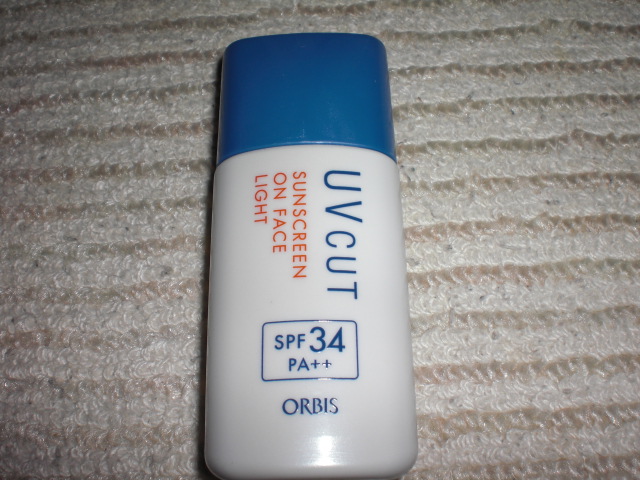 UV CUT
SUNSCREEN
ON FACE
LIGHT
SPF 34
PA++
ORBIS